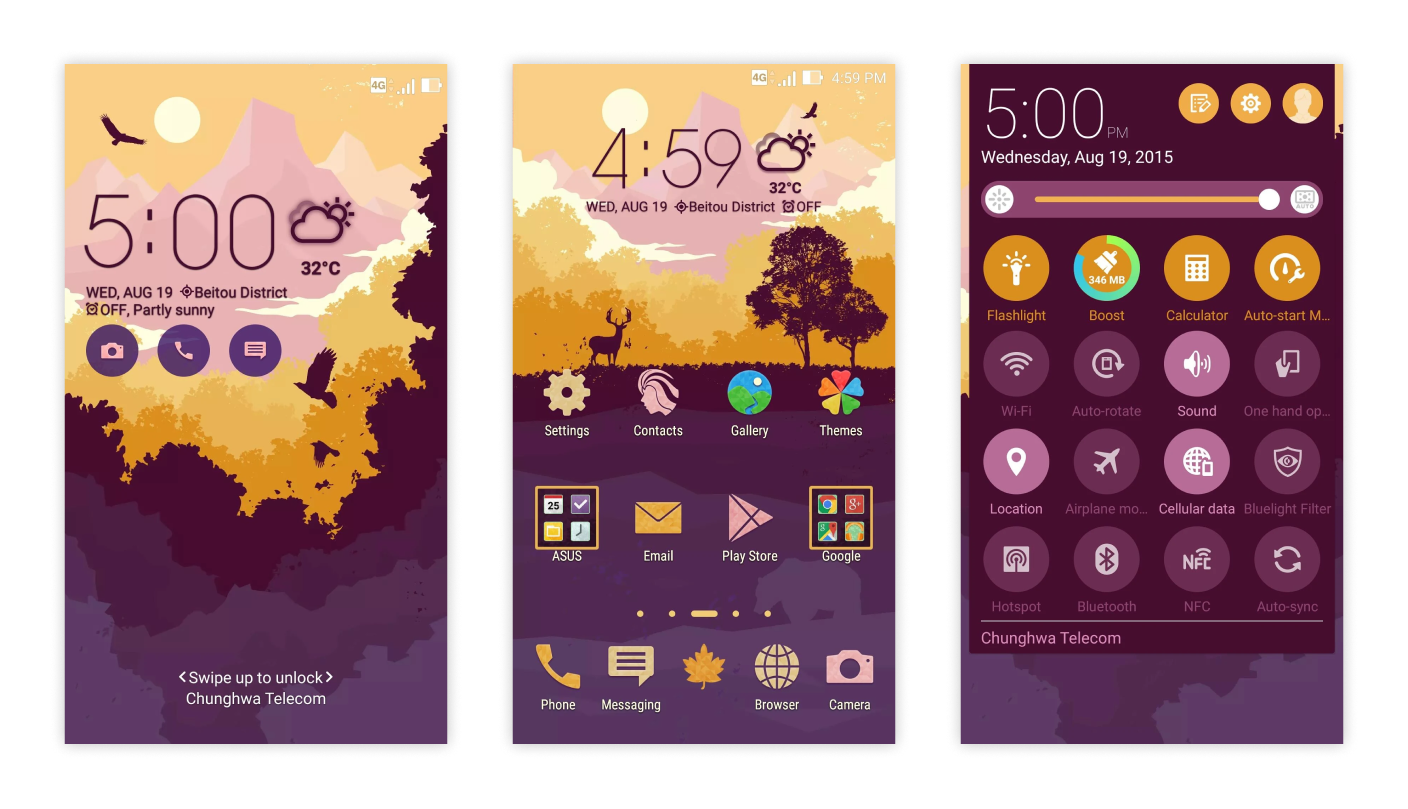 4G
5:00
32°C
WED, AUG 19 Beitou District
OFF, Partly sunny
Swipe up to unlock
Chunghwa Telecom
4G 4:59 PM
4:59
32°C
WED, AUG 19 Beitou District OFF
Settings Contacts Gallery Themes
25 g+
ASUS Email Play Store Google
Phone Messaging Browser Camera
5:00 PM
Wednesday, Aug 19, 2015
AUTO
346 MB
Flashlight Boost Calculator Auto-start M...
Wi-Fi Auto-rotate Sound One hand op...
Location Airplane mo... Cellular data Bluelight Filter
NFC
Hotspot Bluetooth NFC Auto-sync
Chunghwa Telecom